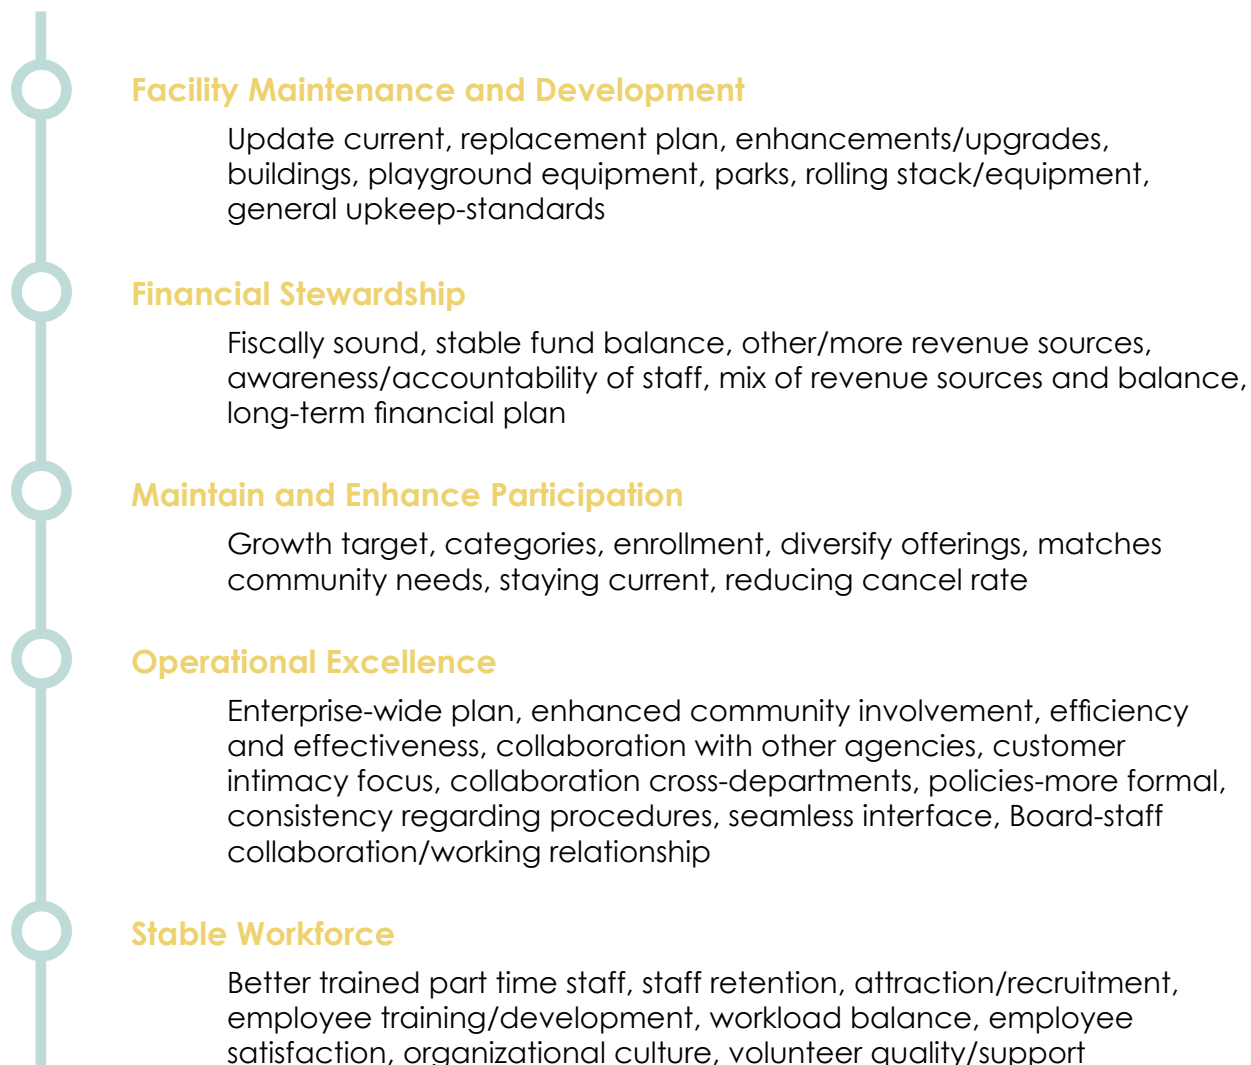 Facility Maintenance and Development
Update current, replacement plan, enhancements/upgrades,
buildings, playground equipment, parks, rolling stack/equipment,
general upkeep-standards
Financial Stewardship
Fiscally sound, stable fund balance, other/more revenue sources,
awareness/accountability of staff, mix of revenue sources and balance,
long-term financial plan
Maintain and Enhance Participation
Growth target, categories, enrollment, diversify offerings, matches
community needs, staying current, reducing cancel rate
Operational Excellence
Enterprise-wide plan, enhanced community involvement, efficiency
and effectiveness, collaboration with other agencies, customer
intimacy focus, collaboration cross-departments, policies-more formal,
consistency regarding procedures, seamless interface, Board-staff
collaboration/working relationship
Stable Workforce
Better trained part time staff, staff retention, attraction/recruitment,
employee training/development, workload balance, employee
satisfaction, organizational culture, volunteer quality/support